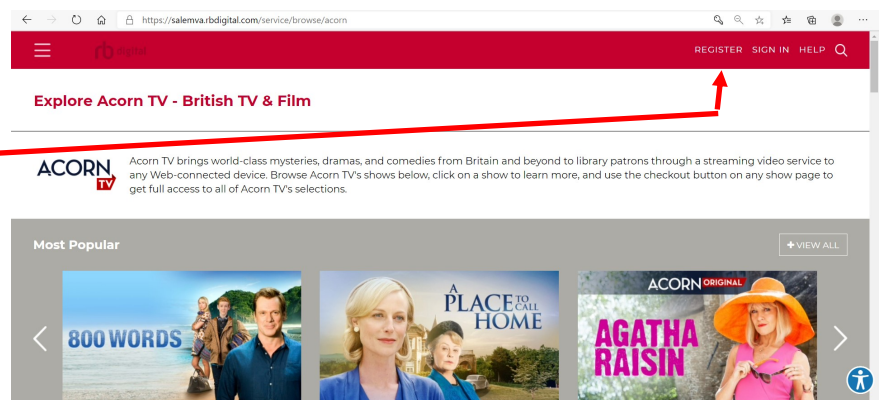 https://salemva.rbdigital.com/service/browse/acorn
rb digital
REGISTER SIGN IN HELP
Explore Acorn TV - British TV & Film
ACORN TV
Acorn TV brings world-class mysteries, dramas, and comedies from Britain and beyond to library patrons through a streaming video service to
any Web-connected device. Browse Acorn TV's shows below, click on a show to learn more, and use the checkout button on any show page to
get full access to all of Acorn TV's selections.
Most Popular
+ VIEW ALL
800 WORDS
A
PLACE TO CALL
HOME
ACORN ORIGINAL
AGATHA
RAISIN